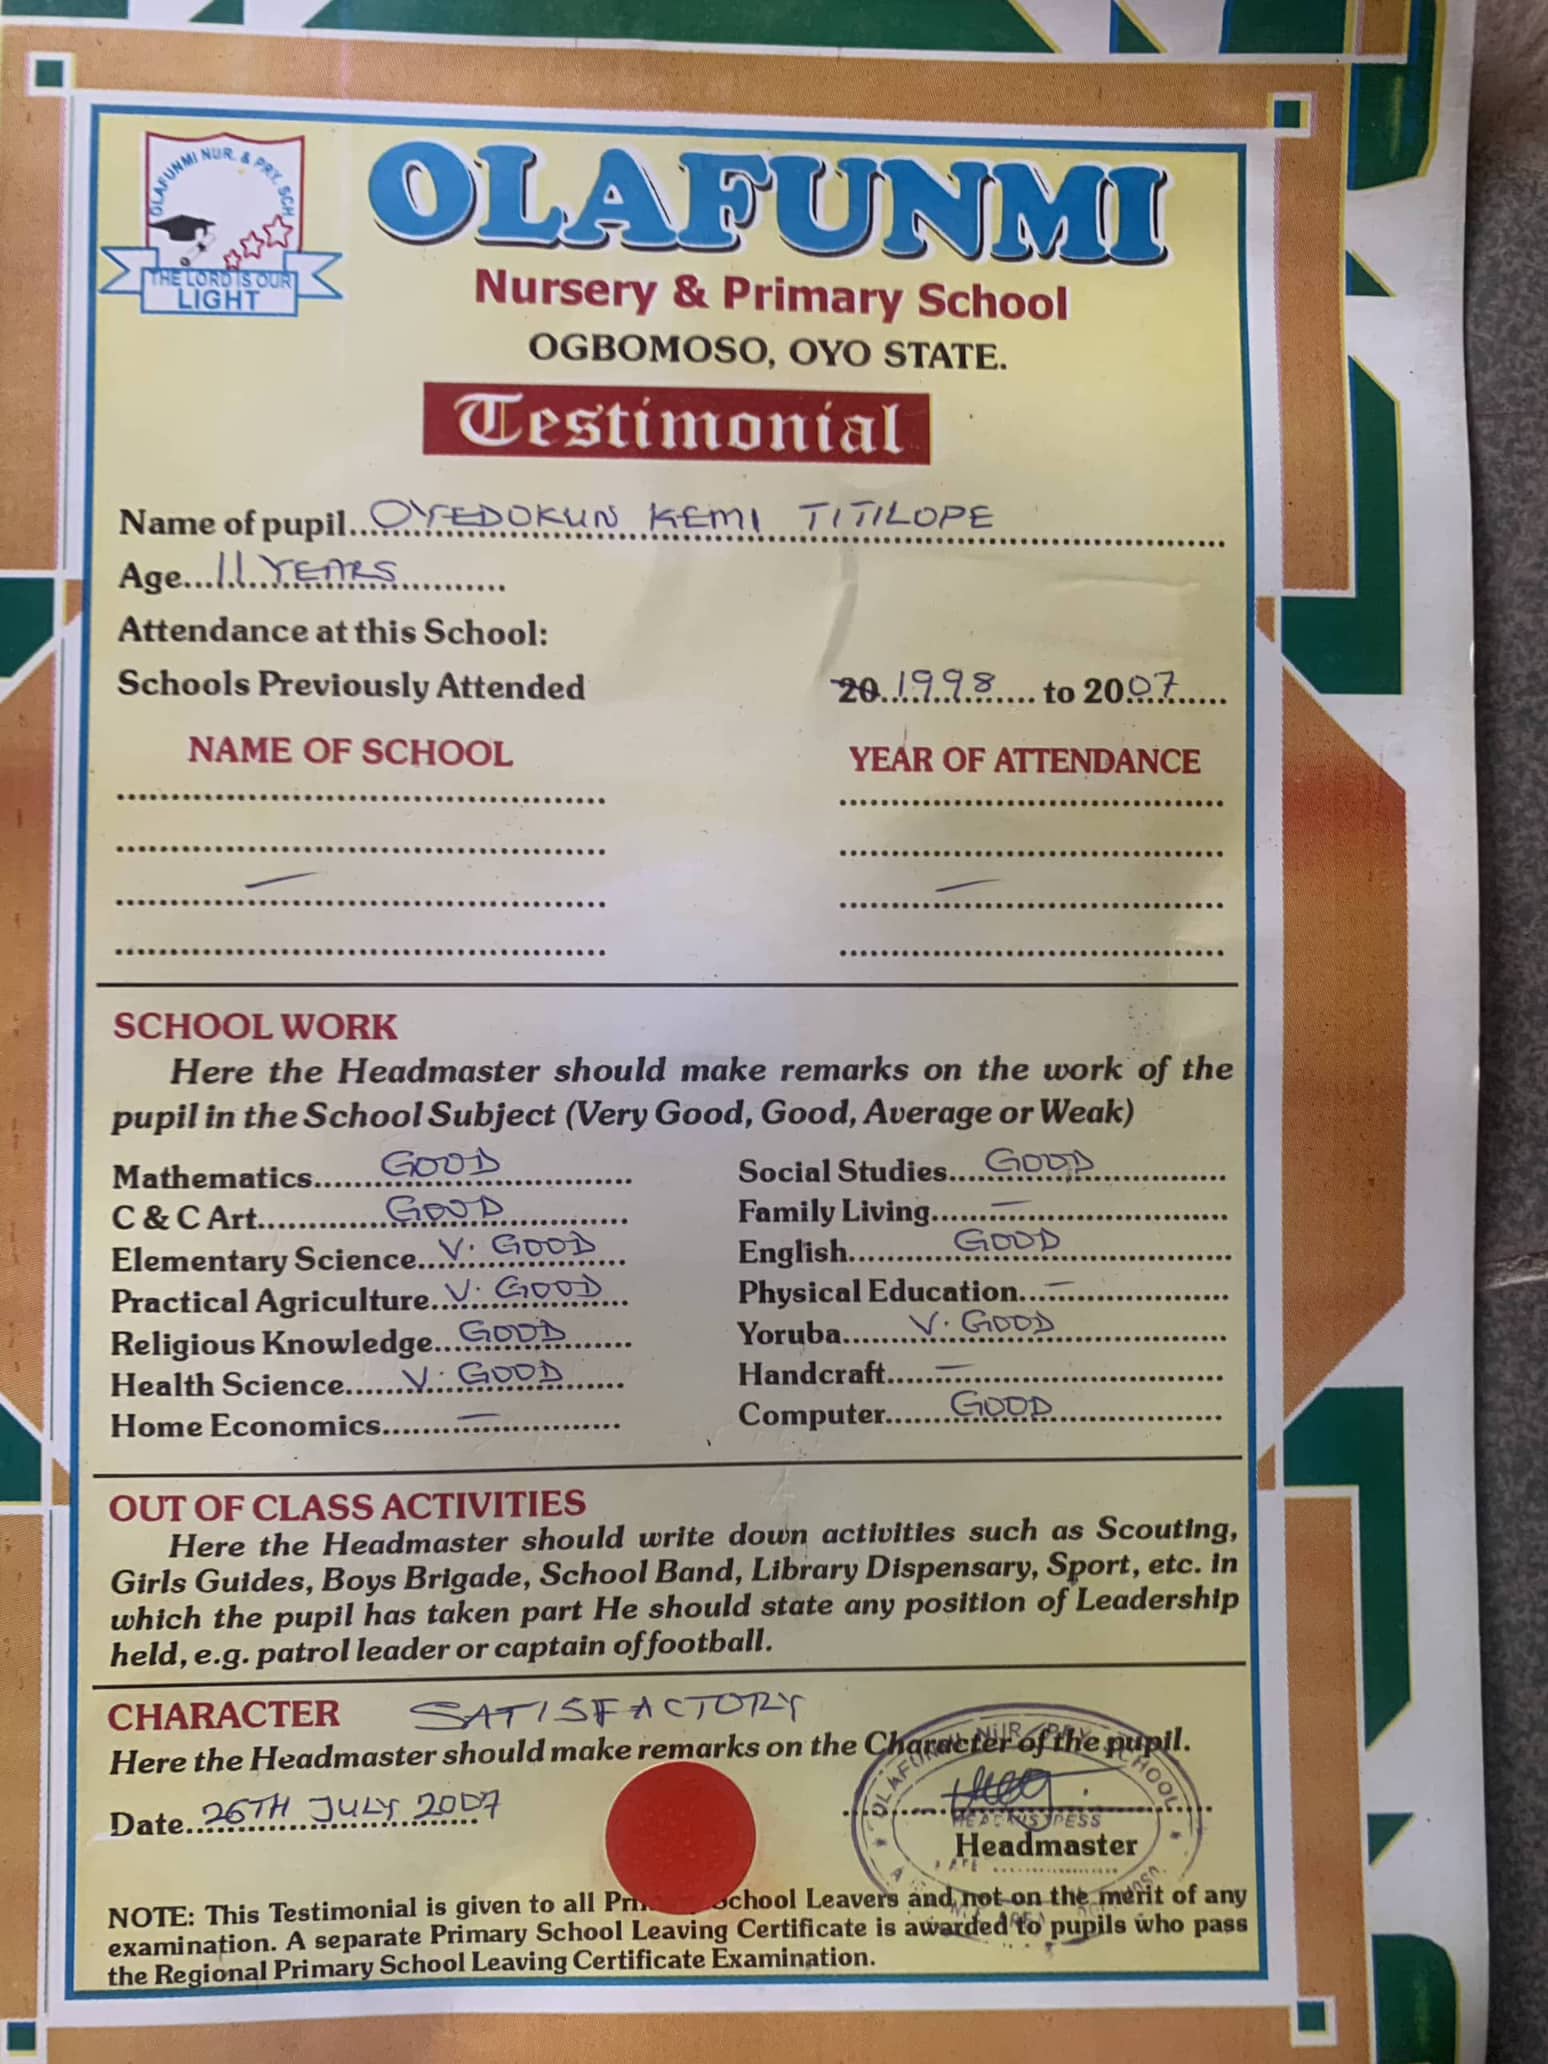 OLAFUNMI NUR. & PRY. SCH.
THE LORD IS OUR
LIGHT
OLAFUNMI
Nursery & Primary School
OGBOMOSO, OYO STATE.
Testimonial
Name of pupil...OYEDOKUN KEMI TITILOPE
Age...11 YEARS
Attendance at this School:
Schools Previously Attended 20...1998... to 2007
NAME OF SCHOOL YEAR OF ATTENDANCE
— —
SCHOOL WORK
Here the Headmaster should make remarks on the work of the
pupil in the School Subject (Very Good, Good, Average or Weak)
Mathematics...GOOD Social Studies...GOOD
C & C Art...GOOD Family Living...—
Elementary Science...V. GOOD English...GOOD
Practical Agriculture...V. GOOD Physical Education...—
Religious Knowledge...GOOD Yoruba...V. GOOD
Health Science...V. GOOD Handcraft...—
Home Economics...— Computer...GOOD
OUT OF CLASS ACTIVITIES
Here the Headmaster should write down activities such as Scouting,
Girls Guides, Boys Brigade, School Band, Library Dispensary, Sport, etc. in
which the pupil has taken part He should state any position of Leadership
held, e.g. patrol leader or captain of football.
CHARACTER SATISFACTORY
Here the Headmaster should make remarks on the Character of the pupil.
Date...26TH JULY 2007
OLAFUNMI NUR. PRY. SCHOOL
HEADMISTRESS
Headmaster
DATE
NOTE: This Testimonial is given to all School Leavers and not on the merit of any
examination. A separate Primary School Leaving Certificate is awarded to pupils who pass
the Regional Primary School Leaving Certificate Examination.